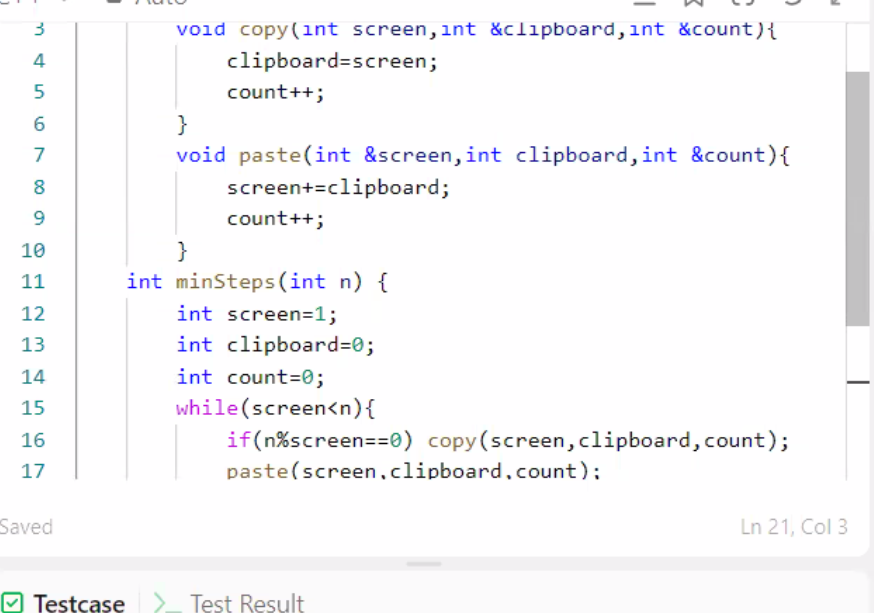 Auto
3 void copy(int screen,int &clipboard,int &count){
4 clipboard=screen;
5 count++;
6 }
7 void paste(int &screen,int clipboard,int &count){
8 screen+=clipboard;
9 count++;
10 }
11 int minSteps(int n) {
12 int screen=1;
13 int clipboard=0;
14 int count=0;
15 while(screen<n){
16 if(n%screen==0) copy(screen,clipboard,count);
17 paste(screen,clipboard,count);
Saved Ln 21, Col 3
Testcase >_ Test Result